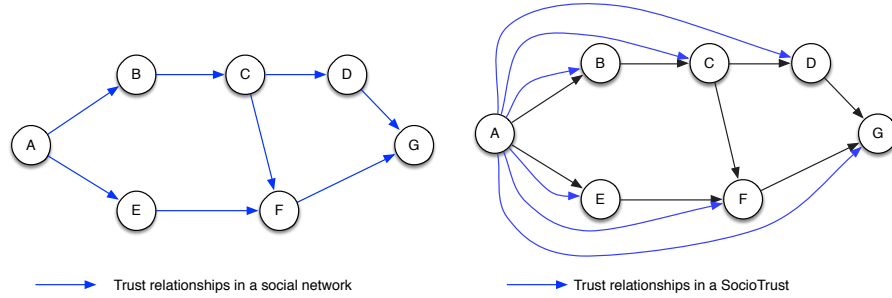 B
C
D
A
G
E
F
Trust relationships in a social network
B
C
D
A
G
E
F
Trust relationships in a SocioTrust